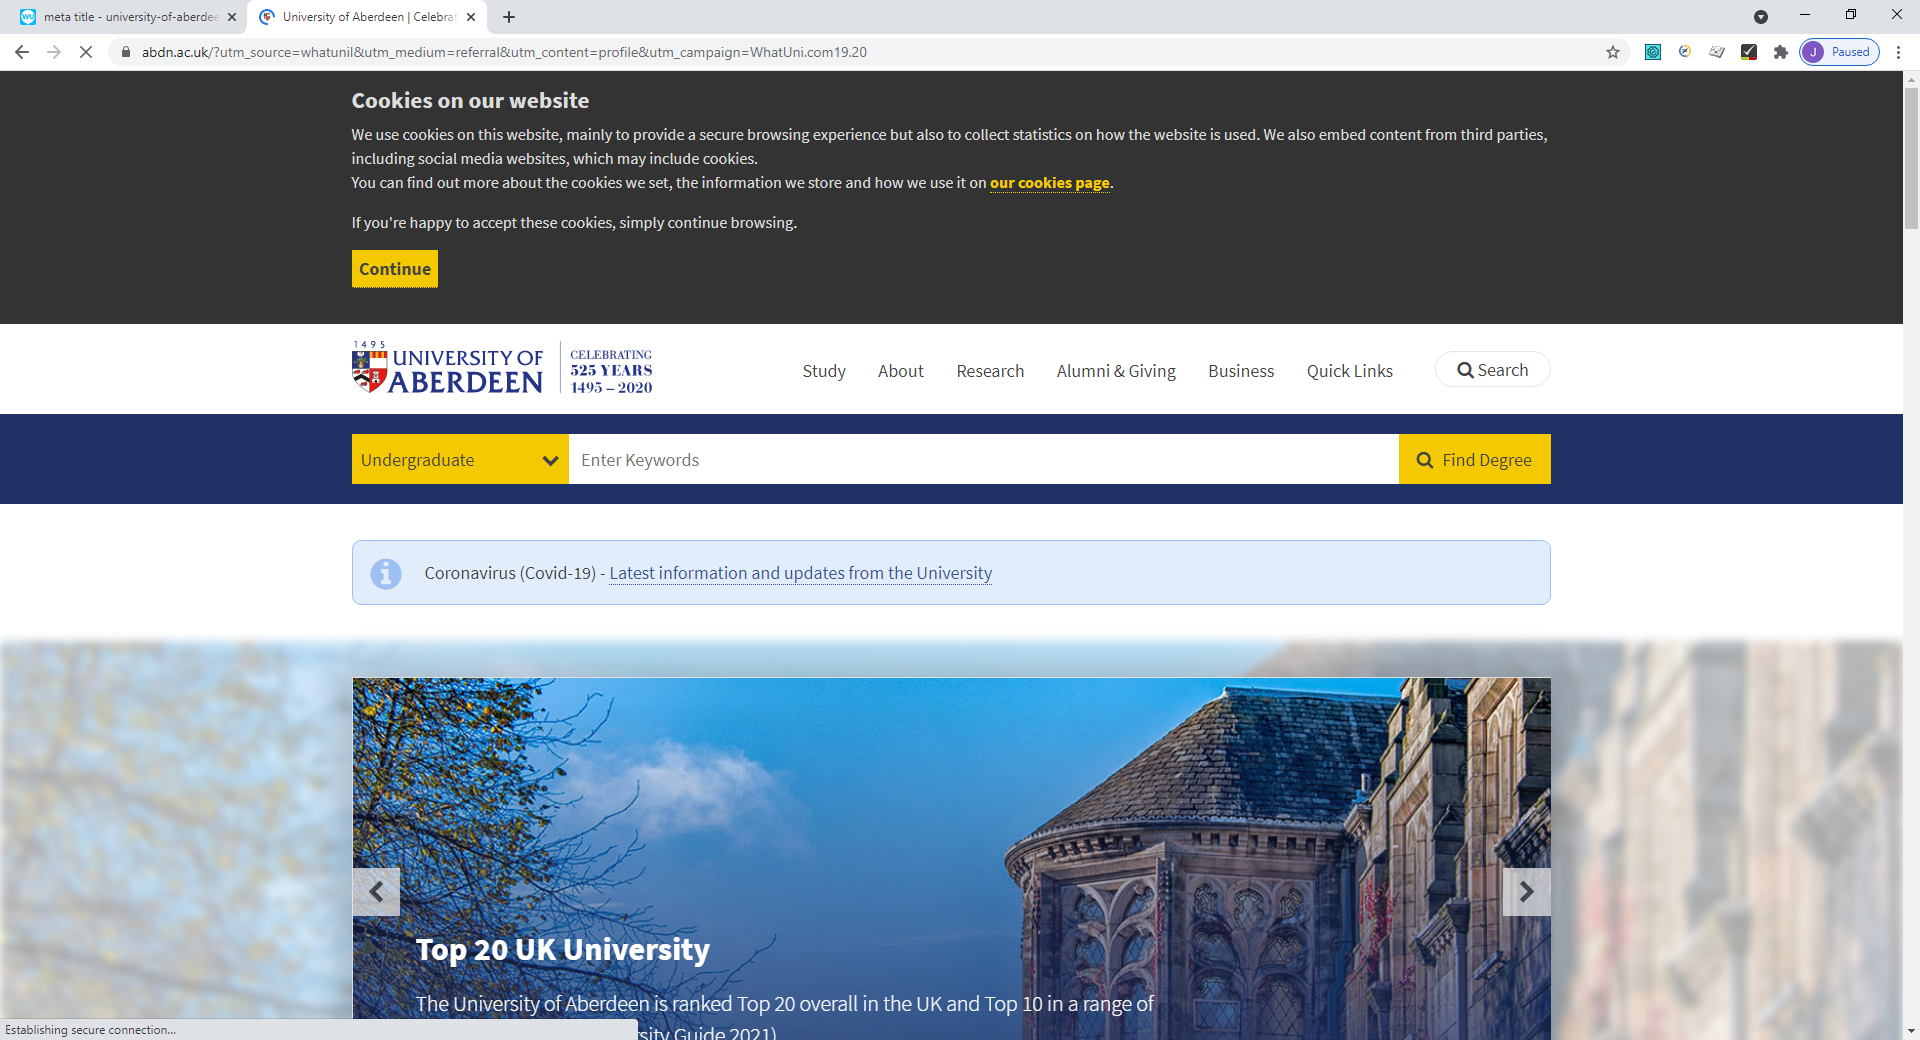 meta title - university-of-aberdee
University of Aberdeen | Celebrat
abdn.ac.uk/?utm_source=whatunil&utm_medium=referral&utm_content=profile&utm_campaign=WhatUni.com19.20
J Paused
Cookies on our website
We use cookies on this website, mainly to provide a secure browsing experience but also to collect statistics on how the website is used. We also embed content from third parties,
including social media websites, which may include cookies.
You can find out more about the cookies we set, the information we store and how we use it on our cookies page.
If you're happy to accept these cookies, simply continue browsing.
Continue
1495
UNIVERSITY OF
ABERDEEN
CELEBRATING
525 YEARS
1495 – 2020
Study About Research Alumni & Giving Business Quick Links Search
Undergraduate Enter Keywords Find Degree
Coronavirus (Covid-19) - Latest information and updates from the University
Top 20 UK University
The University of Aberdeen is ranked Top 20 overall in the UK and Top 10 in a range of
sity Guide 2021)
Establishing secure connection...